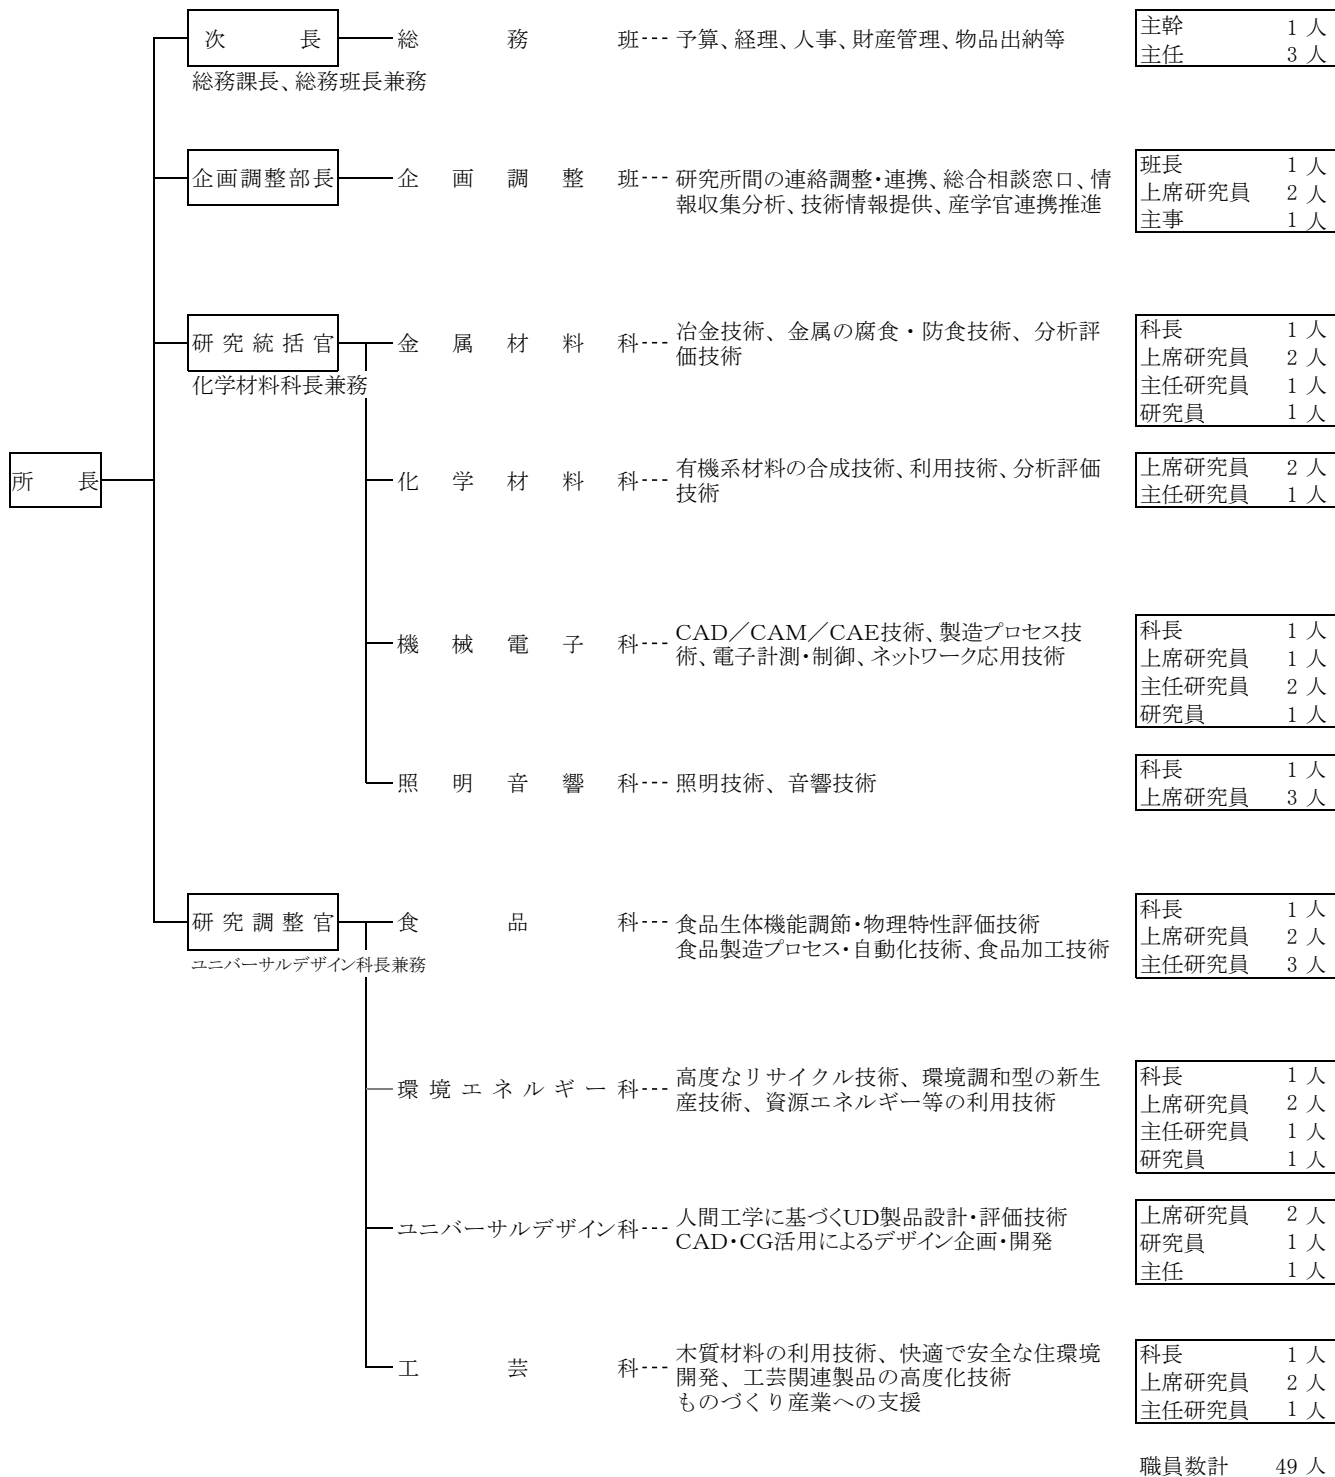 次長 総務班 予算、経理、人事、財産管理、物品出納等 主幹 1人
主任 3人
総務課長、総務班長兼務
企画調整部長 企画調整班 研究所間の連絡調整・連携、総合相談窓口、情 班長 1人
報収集分析、技術情報提供、産学官連携推進 上席研究員 2人
主事 1人
研究統括官 金属材料科 冶金技術、金属の腐食・防食技術、分析評 科長 1人
価技術 上席研究員 2人
化学材料科長兼務 主任研究員 1人
研究員 1人
所長 化学材料科 有機系材料の合成技術、利用技術、分析評価 上席研究員 2人
技術 主任研究員 1人
機械電子科 CAD/CAM/CAE技術、製造プロセス技 科長 1人
術、電子計測・制御、ネットワーク応用技術 上席研究員 1人
主任研究員 2人
研究員 1人
照明音響科 照明技術、音響技術 科長 1人
上席研究員 3人
研究調整官 食品科 食品生体機能調節・物理特性評価技術 科長 1人
食品製造プロセス・自動化技術、食品加工技術 上席研究員 2人
ユニバーサルデザイン科長兼務 主任研究員 3人
環境エネルギー科 高度なリサイクル技術、環境調和型の新生 科長 1人
産技術、資源エネルギー等の利用技術 上席研究員 2人
主任研究員 1人
研究員 1人
ユニバーサルデザイン科 人間工学に基づくUD製品設計・評価技術 上席研究員 2人
CAD・CG活用によるデザイン企画・開発 研究員 1人
主任 1人
工芸科 木質材料の利用技術、快適で安全な住環境 科長 1人
開発、工芸関連製品の高度化技術 上席研究員 2人
ものづくり産業への支援 主任研究員 1人
職員数計 49人